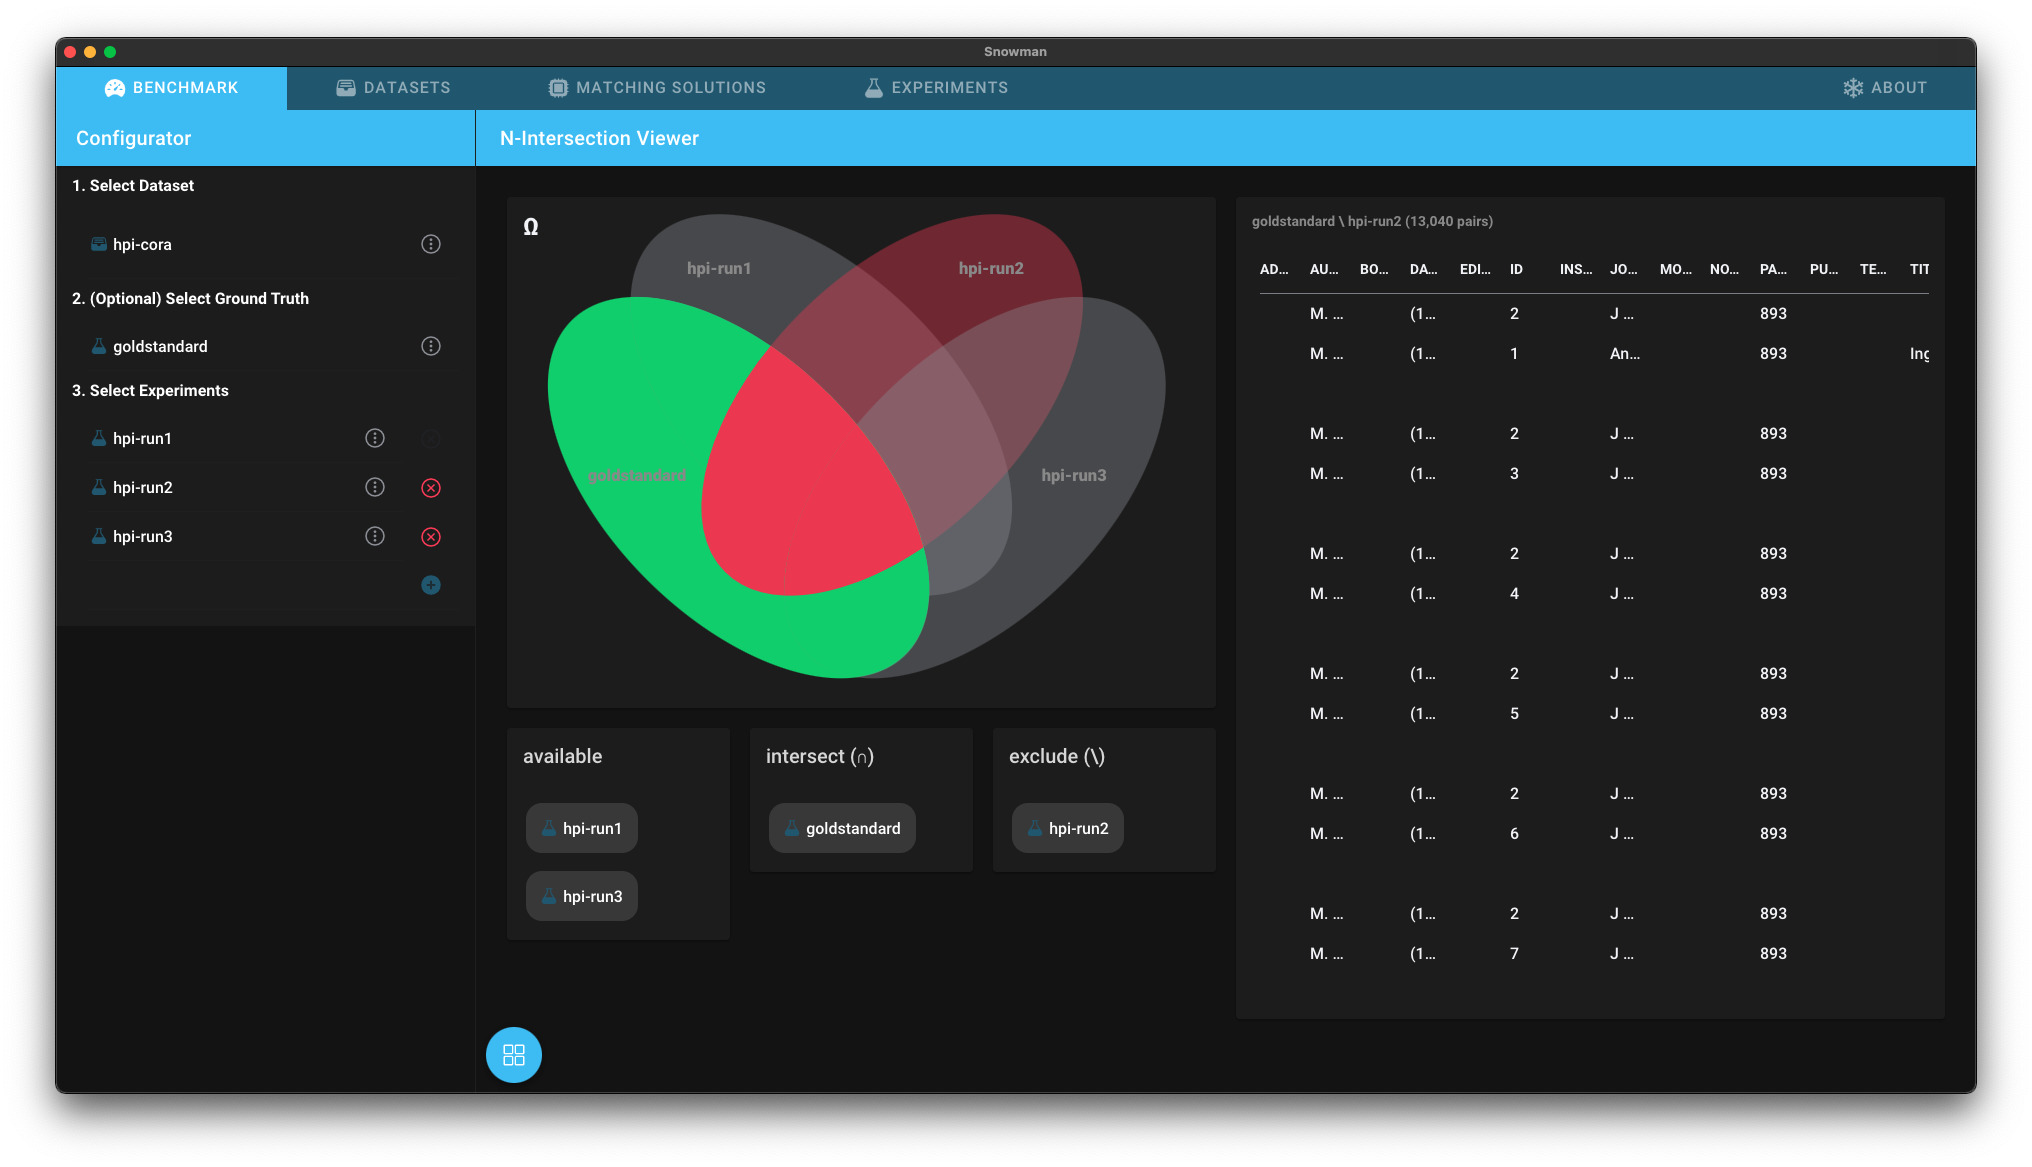 Snowman
BENCHMARK DATASETS MATCHING SOLUTIONS EXPERIMENTS ABOUT
Configurator
1. Select Dataset
hpi-cora
2. (Optional) Select Ground Truth
goldstandard
3. Select Experiments
hpi-run1
hpi-run2
hpi-run3
N-Intersection Viewer
Ω
hpi-run1
hpi-run2
goldstandard
hpi-run3
available
hpi-run1
hpi-run3
intersect (∩)
goldstandard
exclude (\)
hpi-run2
goldstandard \ hpi-run2 (13,040 pairs)
AD... AU... BO... DA... EDI... ID INS... JO... MO... NO... PA... PU... TE... TIT
M. ... (1... 2 J ... 893
M. ... (1... 1 An... 893 Ing
M. ... (1... 2 J ... 893
M. ... (1... 3 J ... 893
M. ... (1... 2 J ... 893
M. ... (1... 4 J ... 893
M. ... (1... 2 J ... 893
M. ... (1... 5 J ... 893
M. ... (1... 2 J ... 893
M. ... (1... 6 J ... 893
M. ... (1... 2 J ... 893
M. ... (1... 7 J ... 893